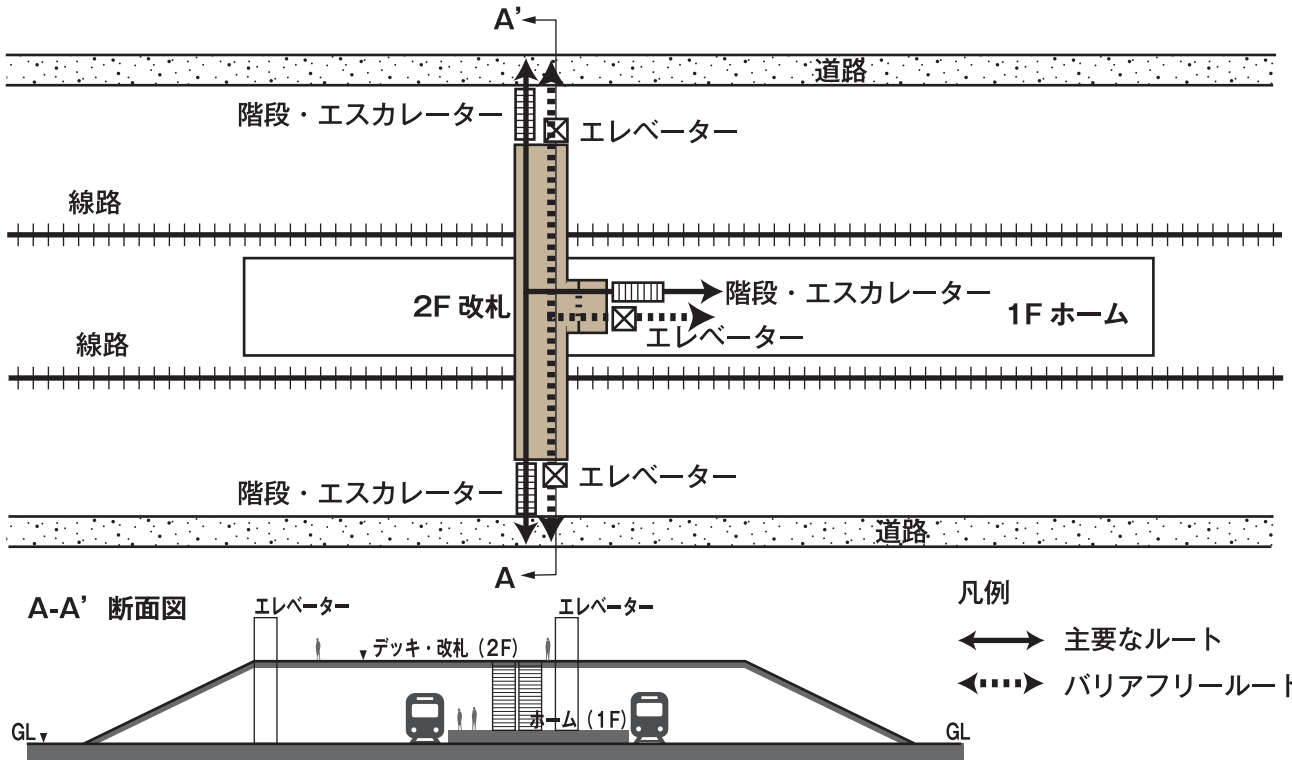 A’
道路
階段・エスカレーター
エレベーター
線路
2F 改札
階段・エスカレーター
1F ホーム
エレベーター
線路
エレベーター
階段・エスカレーター
道路
A
A-A’ 断面図
エレベーター
エレベーター
デッキ・改札（2F）
ホーム（1F）
GL
GL
凡例
主要なルート
バリアフリールート